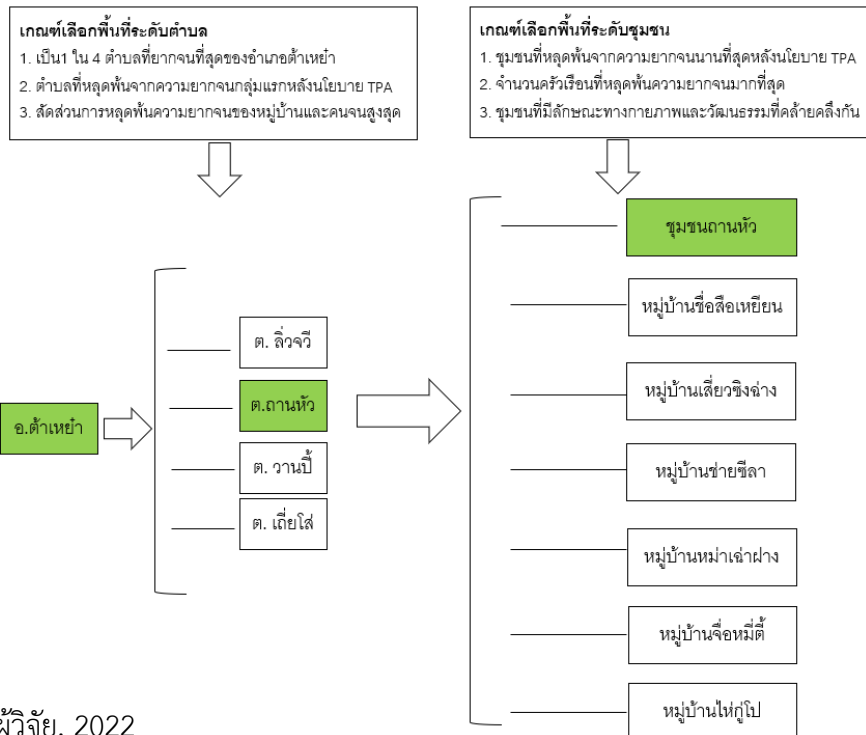 เกณฑ์เลือกพื้นที่ระดับตำบล
1. เป็น1 ใน 4 ตำบลที่ยากจนที่สุดของอำเภอต้าเหย๋า
2. ตำบลที่หลุดพ้นจากความยากจนกลุ่มแรกหลังนโยบาย TPA
3. สัดส่วนการหลุดพ้นความยากจนของหมู่บ้านและคนจนสูงสุด
เกณฑ์เลือกพื้นที่ระดับชุมชน
1. ชุมชนที่หลุดพ้นจากความยากจนนานที่สุดหลังนโยบาย TPA
2. จำนวนครัวเรือนที่หลุดพ้นความยากจนมากที่สุด
3. ชุมชนที่มีลักษณะทางกายภาพและวัฒนธรรมที่คล้ายคลึงกัน
อ.ต้าเหย๋า
ต. ลิ่วจวี
ต.ถานหัว
ต. วานปี้
ต. เถี่ยโส่
ชุมชนถานหัว
หมู่บ้านชื่อสือเหยียน
หมู่บ้านเสี่ยวชิงฉ่าง
หมู่บ้านช่ายซีลา
หมู่บ้านหม่าเฉ่าฝาง
หมู่บ้านจื่อหมี่ตี้
หมู่บ้านไห่กู่โป
ผู้วิจัย, 2022